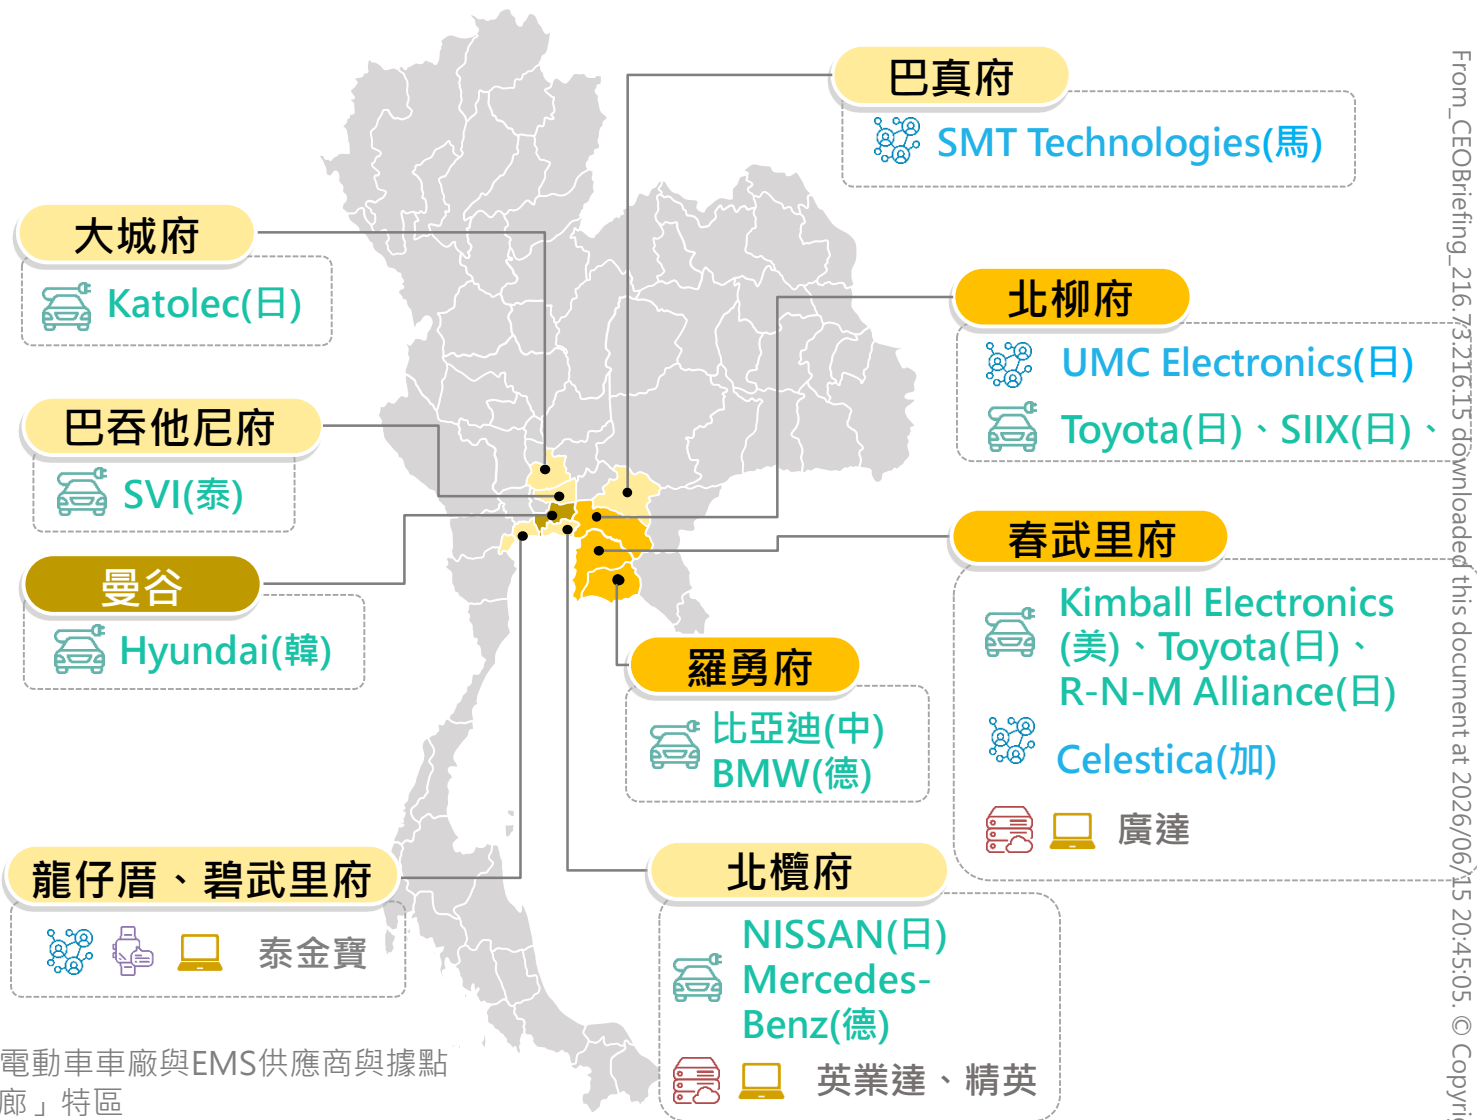 巴真府
SMT Technologies(馬)
大城府
Katolec(日)
北柳府
UMC Electronics(日)
Toyota(日)、SIIX(日)、
巴吞他尼府
SVI(泰)
春武里府
Kimball Electronics
(美)、Toyota(日)、
R-N-M Alliance(日)
Celestica(加)
廣達
曼谷
Hyundai(韓)
羅勇府
比亞迪(中)
BMW(德)
龍仔厝、碧武里府
泰金寶
北欖府
NISSAN(日)
Mercedes-
Benz(德)
英業達、精英
電動車車廠與EMS供應商與據點
廊」特區
From_CEOBriefing_216.73.216.15 downloaded this document at 2026/06/15 20:45:05. © Copyri